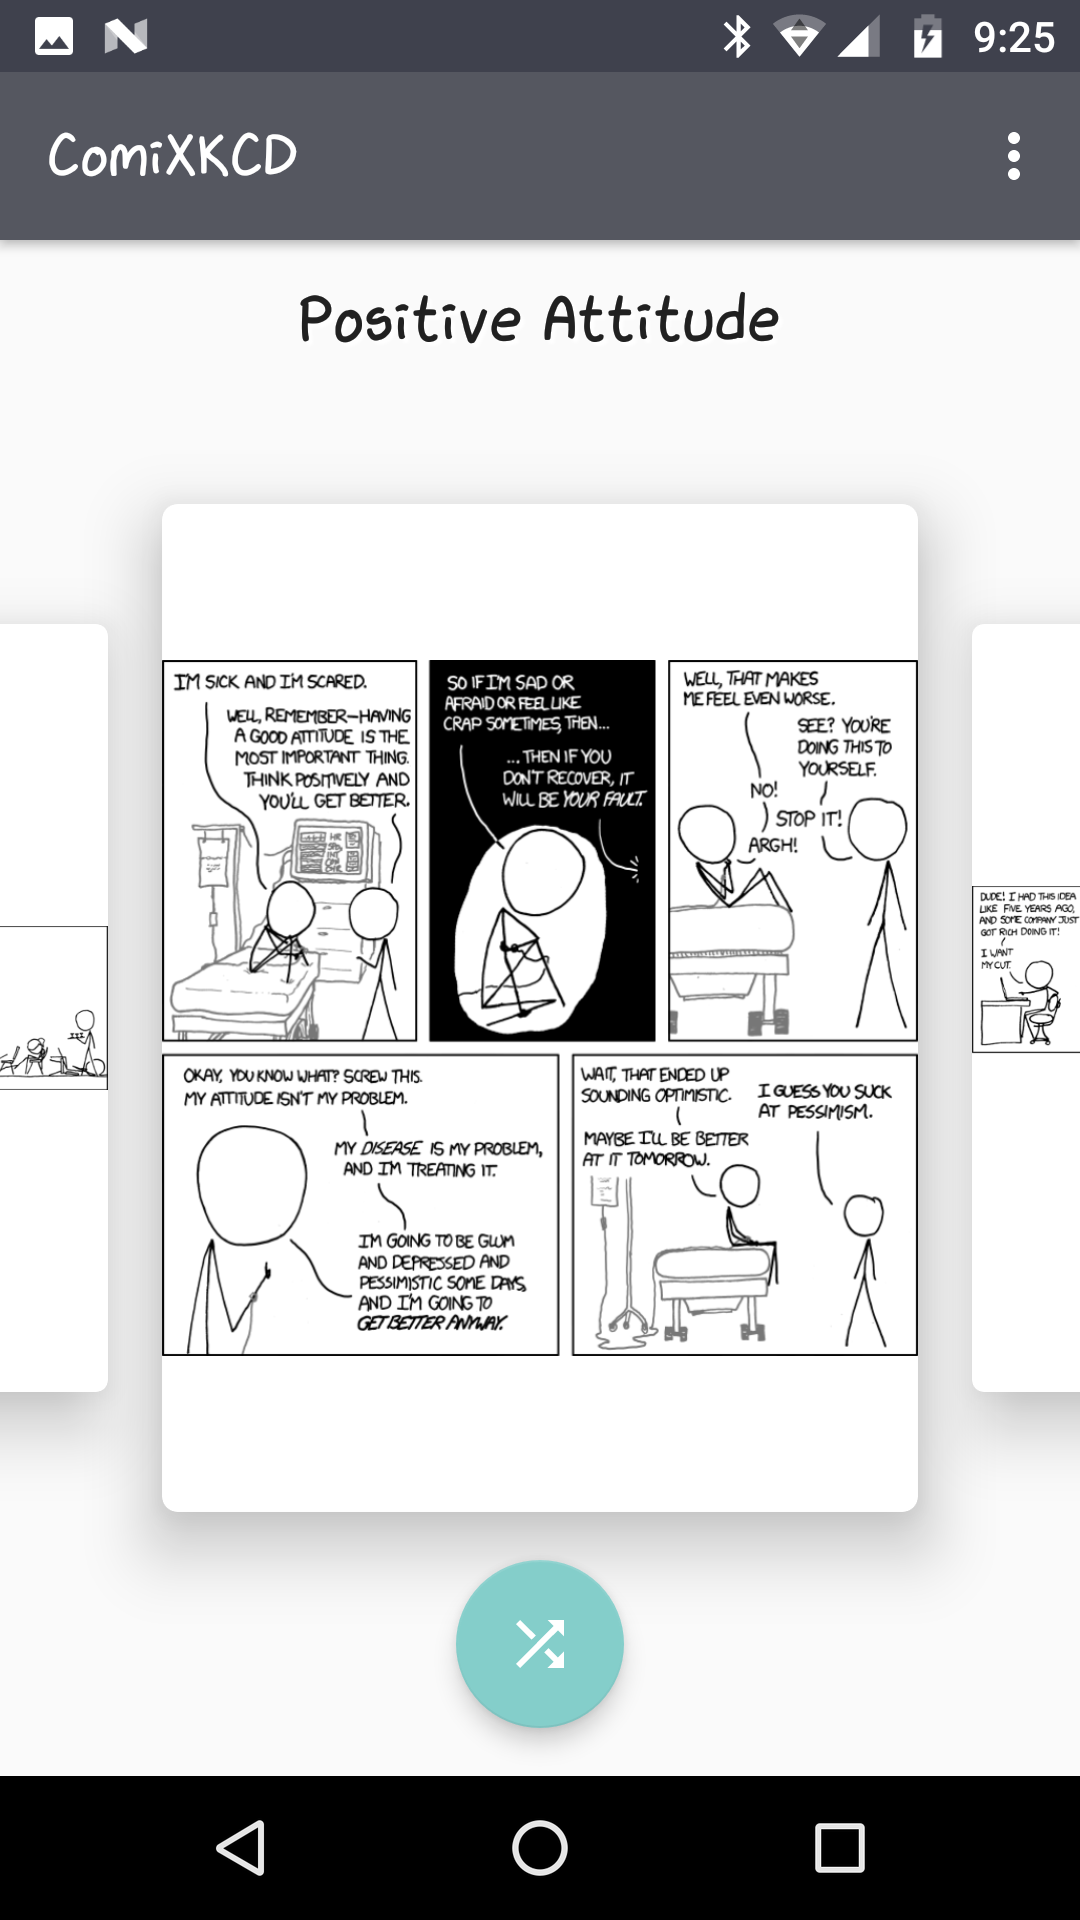 9:25
ComiXKCD
Positive Attitude
I'M SICK AND I'M SCARED.
WELL, REMEMBER—HAVING
A GOOD ATTITUDE IS THE
MOST IMPORTANT THING.
THINK POSITIVELY AND
YOU'LL GET BETTER.
SO IF I'M SAD OR
AFRAID OR FEEL LIKE
CRAP SOMETIMES, THEN...
...THEN IF YOU
DON'T RECOVER, IT
WILL BE YOUR FAULT.
WELL, THAT MAKES
ME FEEL EVEN WORSE.
SEE? YOU'RE
DOING THIS TO
YOURSELF.
NO!
STOP IT!
ARGH!
OKAY, YOU KNOW WHAT? SCREW THIS.
MY ATTITUDE ISN'T MY PROBLEM.
MY DISEASE IS MY PROBLEM,
AND I'M TREATING IT.
I'M GOING TO BE GLUM
AND DEPRESSED AND
PESSIMISTIC SOME DAYS,
AND I'M GOING TO
GET BETTER ANYWAY.
WAIT, THAT ENDED UP
SOUNDING OPTIMISTIC.
MAYBE I'LL BE BETTER
AT IT TOMORROW.
I GUESS YOU SUCK
AT PESSIMISM.
DUDE! I HAD THIS IDEA
LIKE FIVE YEARS AGO,
AND SOME COMPANY JUST
GOT RICH DOING IT!
I WANT
MY CUT.